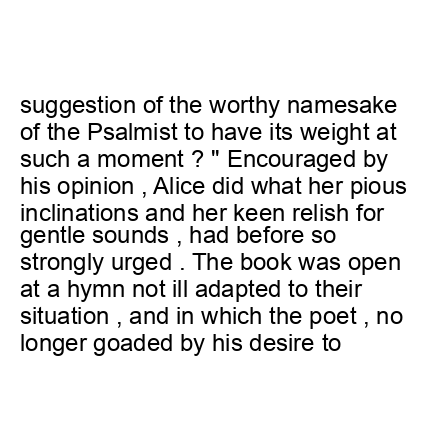 suggestion of the worthy namesake
of the Psalmist to have its weight at
such a moment ? " Encouraged by
his opinion , Alice did what her pious
inclinations and her keen relish for
gentle sounds , had before so
strongly urged . The book was open
at a hymn not ill adapted to their
situation , and in which the poet , no
longer goaded by his desire to